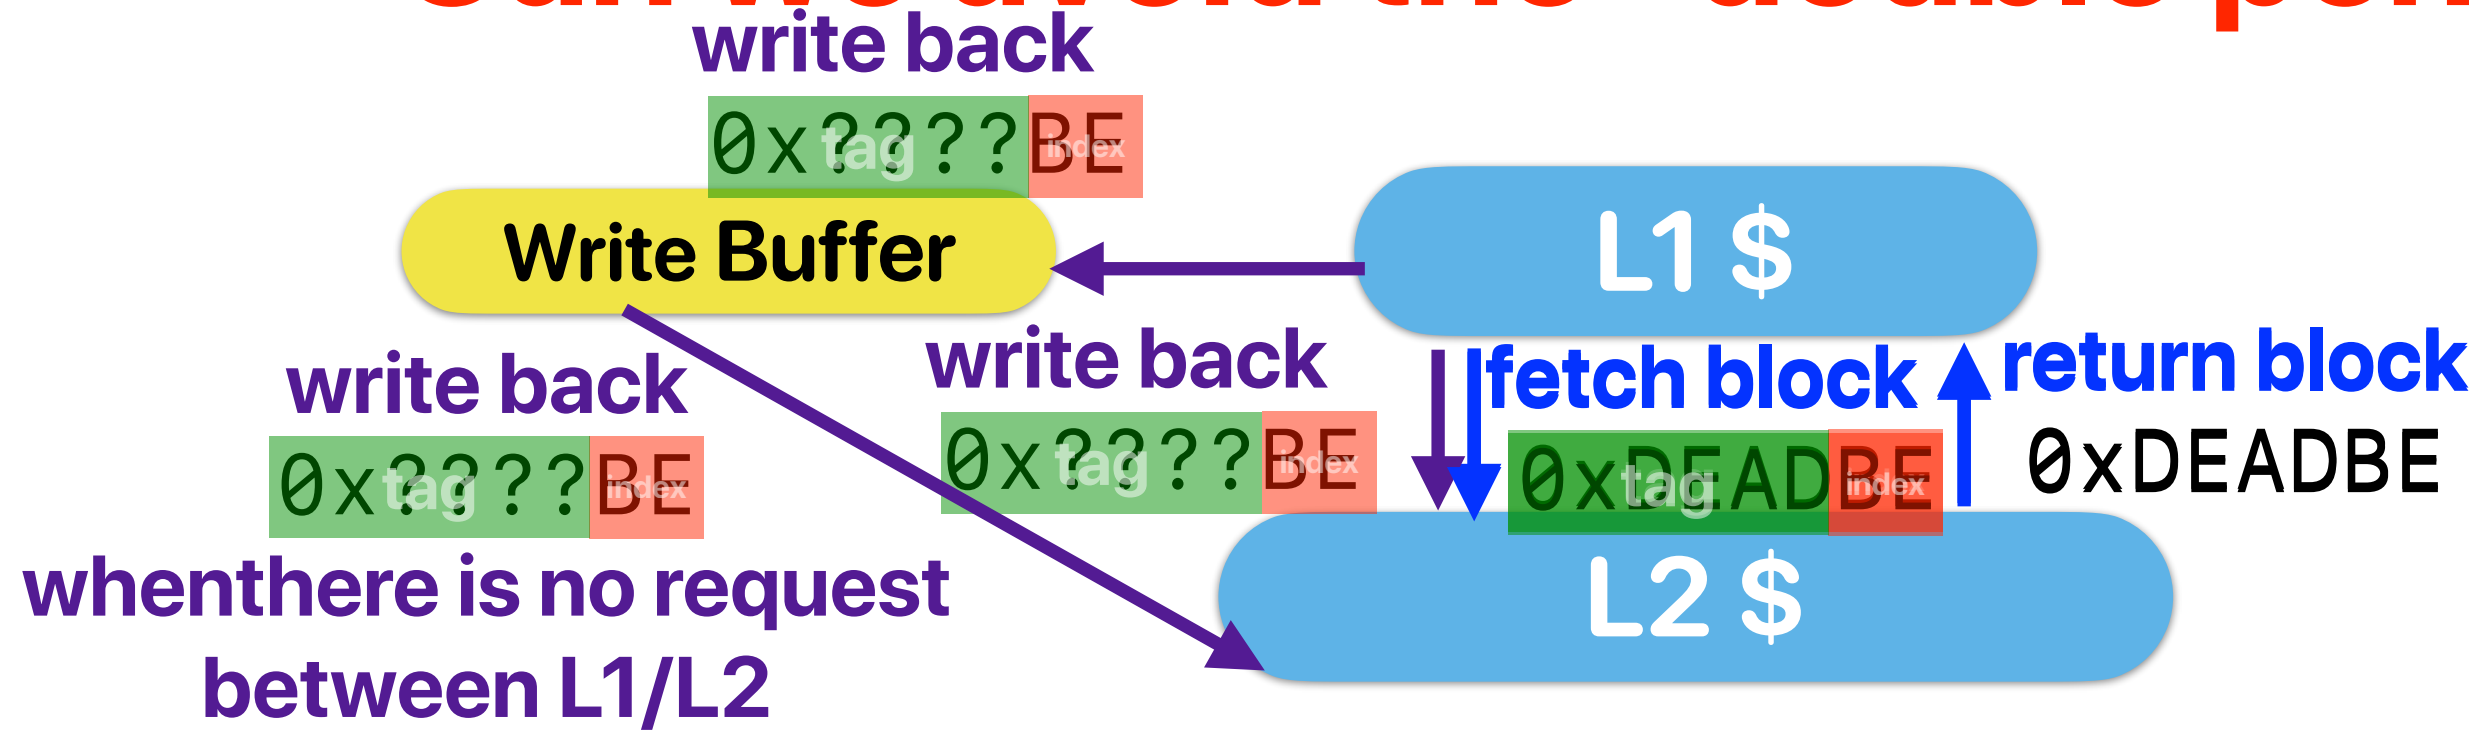 write back
0x????BE
tag index
Write Buffer
L1 $
write back
0x????BE
tag index
fetch block
0xDEADBE
tag index
return block
0xDEADBE
write back
0x????BE
tag index
whenthere is no request
between L1/L2
L2 $